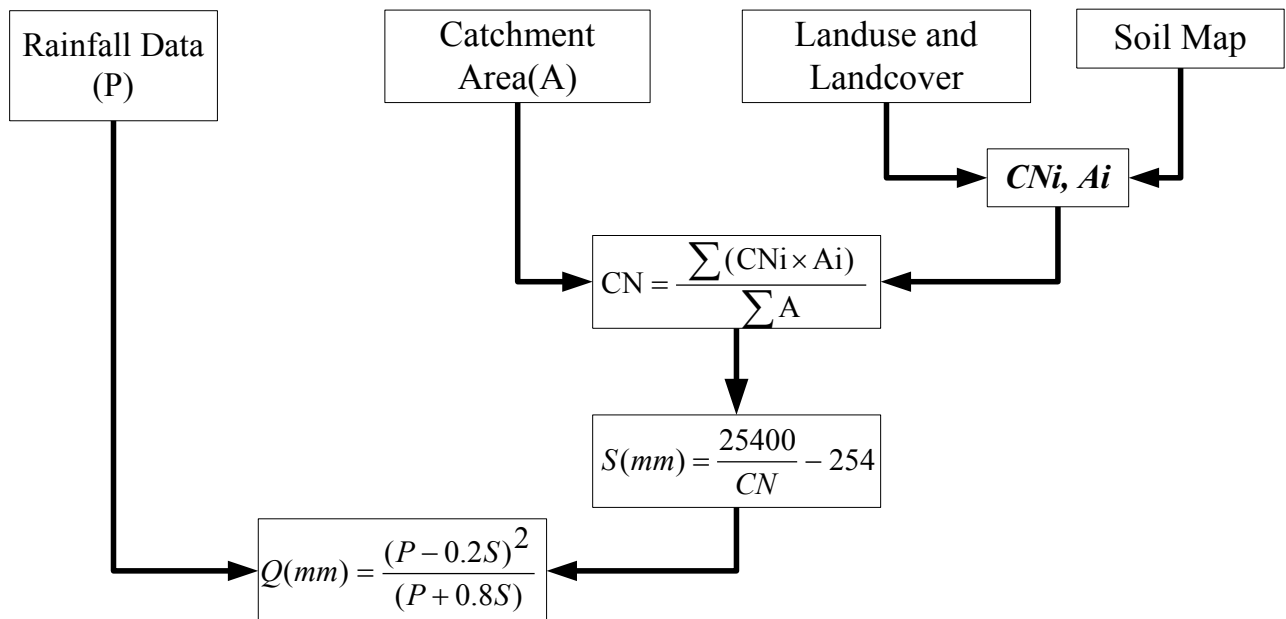 Rainfall Data
(P)
Catchment
Area(A)
Landuse and
Landcover
Soil Map
CNi, Ai
CN = ∑(CNi × Ai) / ∑A
S(mm) = 25400 / CN − 254
Q(mm) = (P − 0.2S)² / (P + 0.8S)